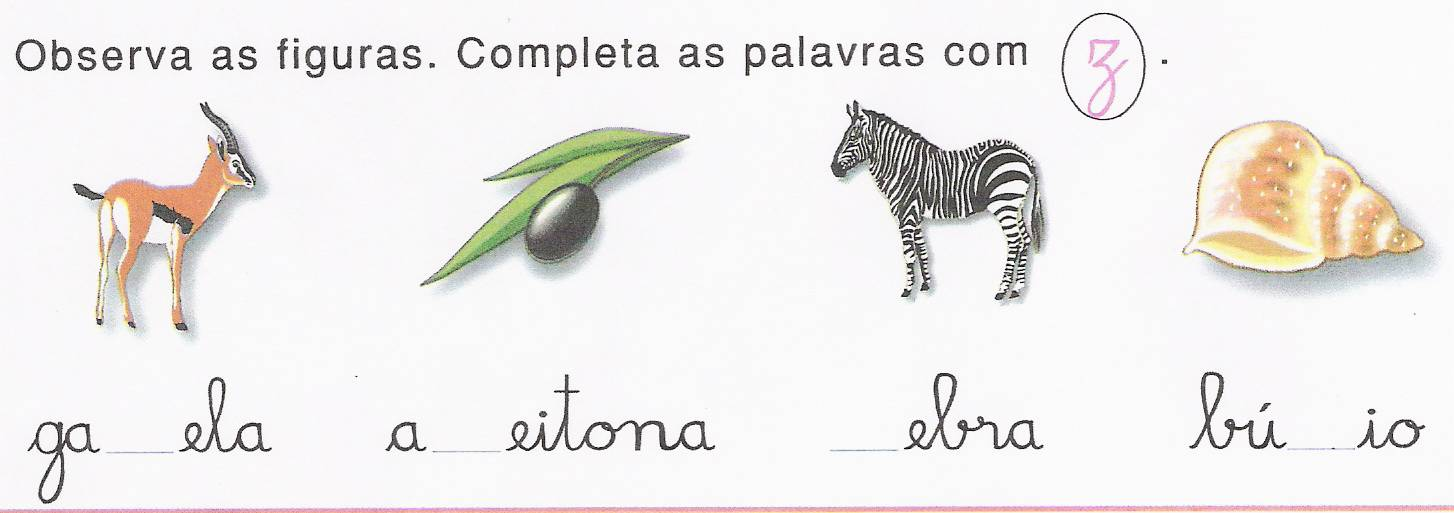 Observa as figuras. Completa as palavras com z.
ga__ela a__eitona __ebra bú__io